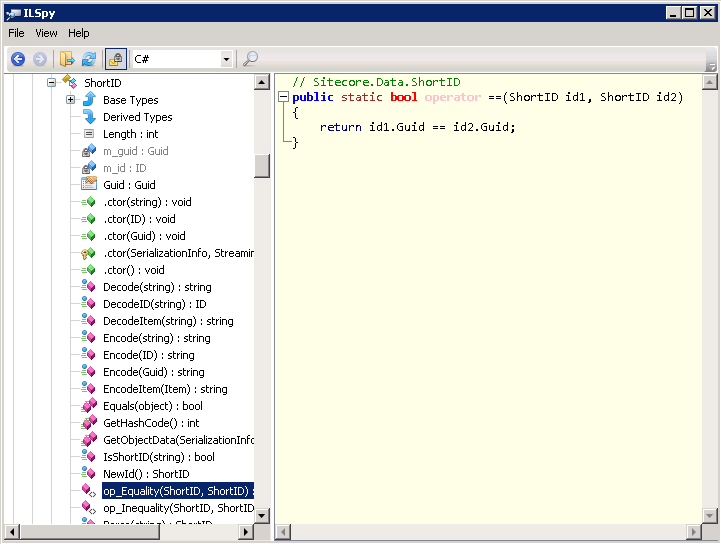 ILSpy
File View Help
C#
ShortID
Base Types
Derived Types
Length : int
m_guid : Guid
m_id : ID
Guid : Guid
.ctor(string) : void
.ctor(ID) : void
.ctor(Guid) : void
.ctor(SerializationInfo, Streamin
.ctor() : void
Decode(string) : string
DecodeID(string) : ID
DecodeItem(string) : string
Encode(string) : string
Encode(ID) : string
Encode(Guid) : string
EncodeItem(Item) : string
Equals(object) : bool
GetHashCode() : int
GetObjectData(SerializationInfo
IsShortID(string) : bool
NewId() : ShortID
op_Equality(ShortID, ShortID) :
op_Inequality(ShortID, ShortID
Parse(string) : ShortID
// Sitecore.Data.ShortID
public static bool operator ==(ShortID id1, ShortID id2)
{
return id1.Guid == id2.Guid;
}